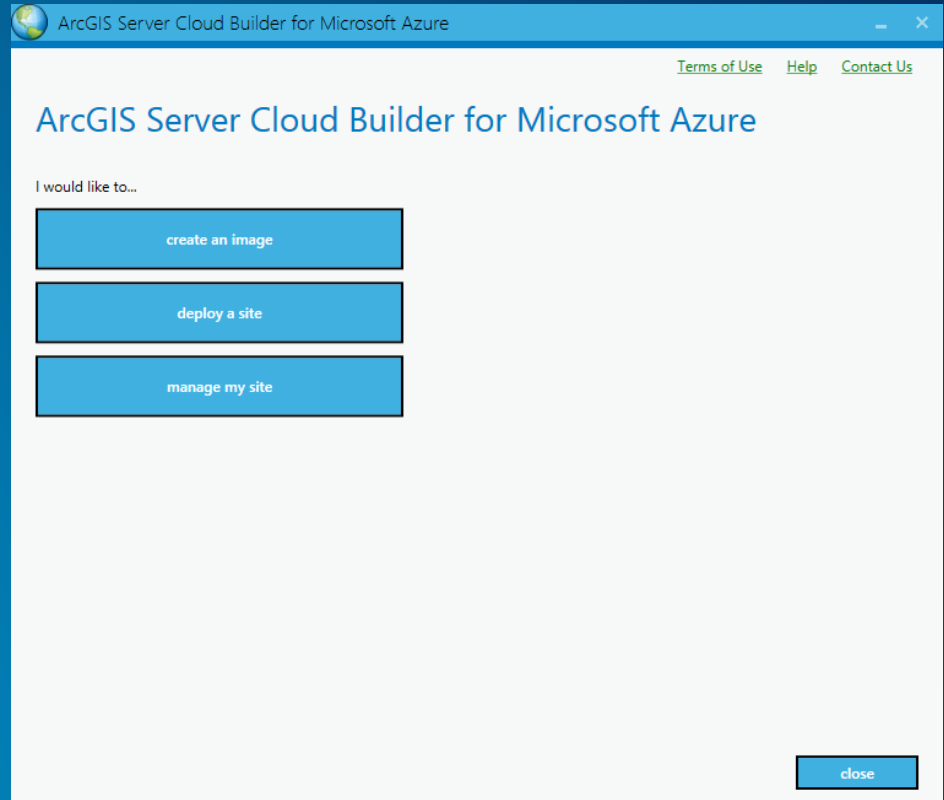 ArcGIS Server Cloud Builder for Microsoft Azure
Terms of Use Help Contact Us
ArcGIS Server Cloud Builder for Microsoft Azure
I would like to...
create an image
deploy a site
manage my site
close